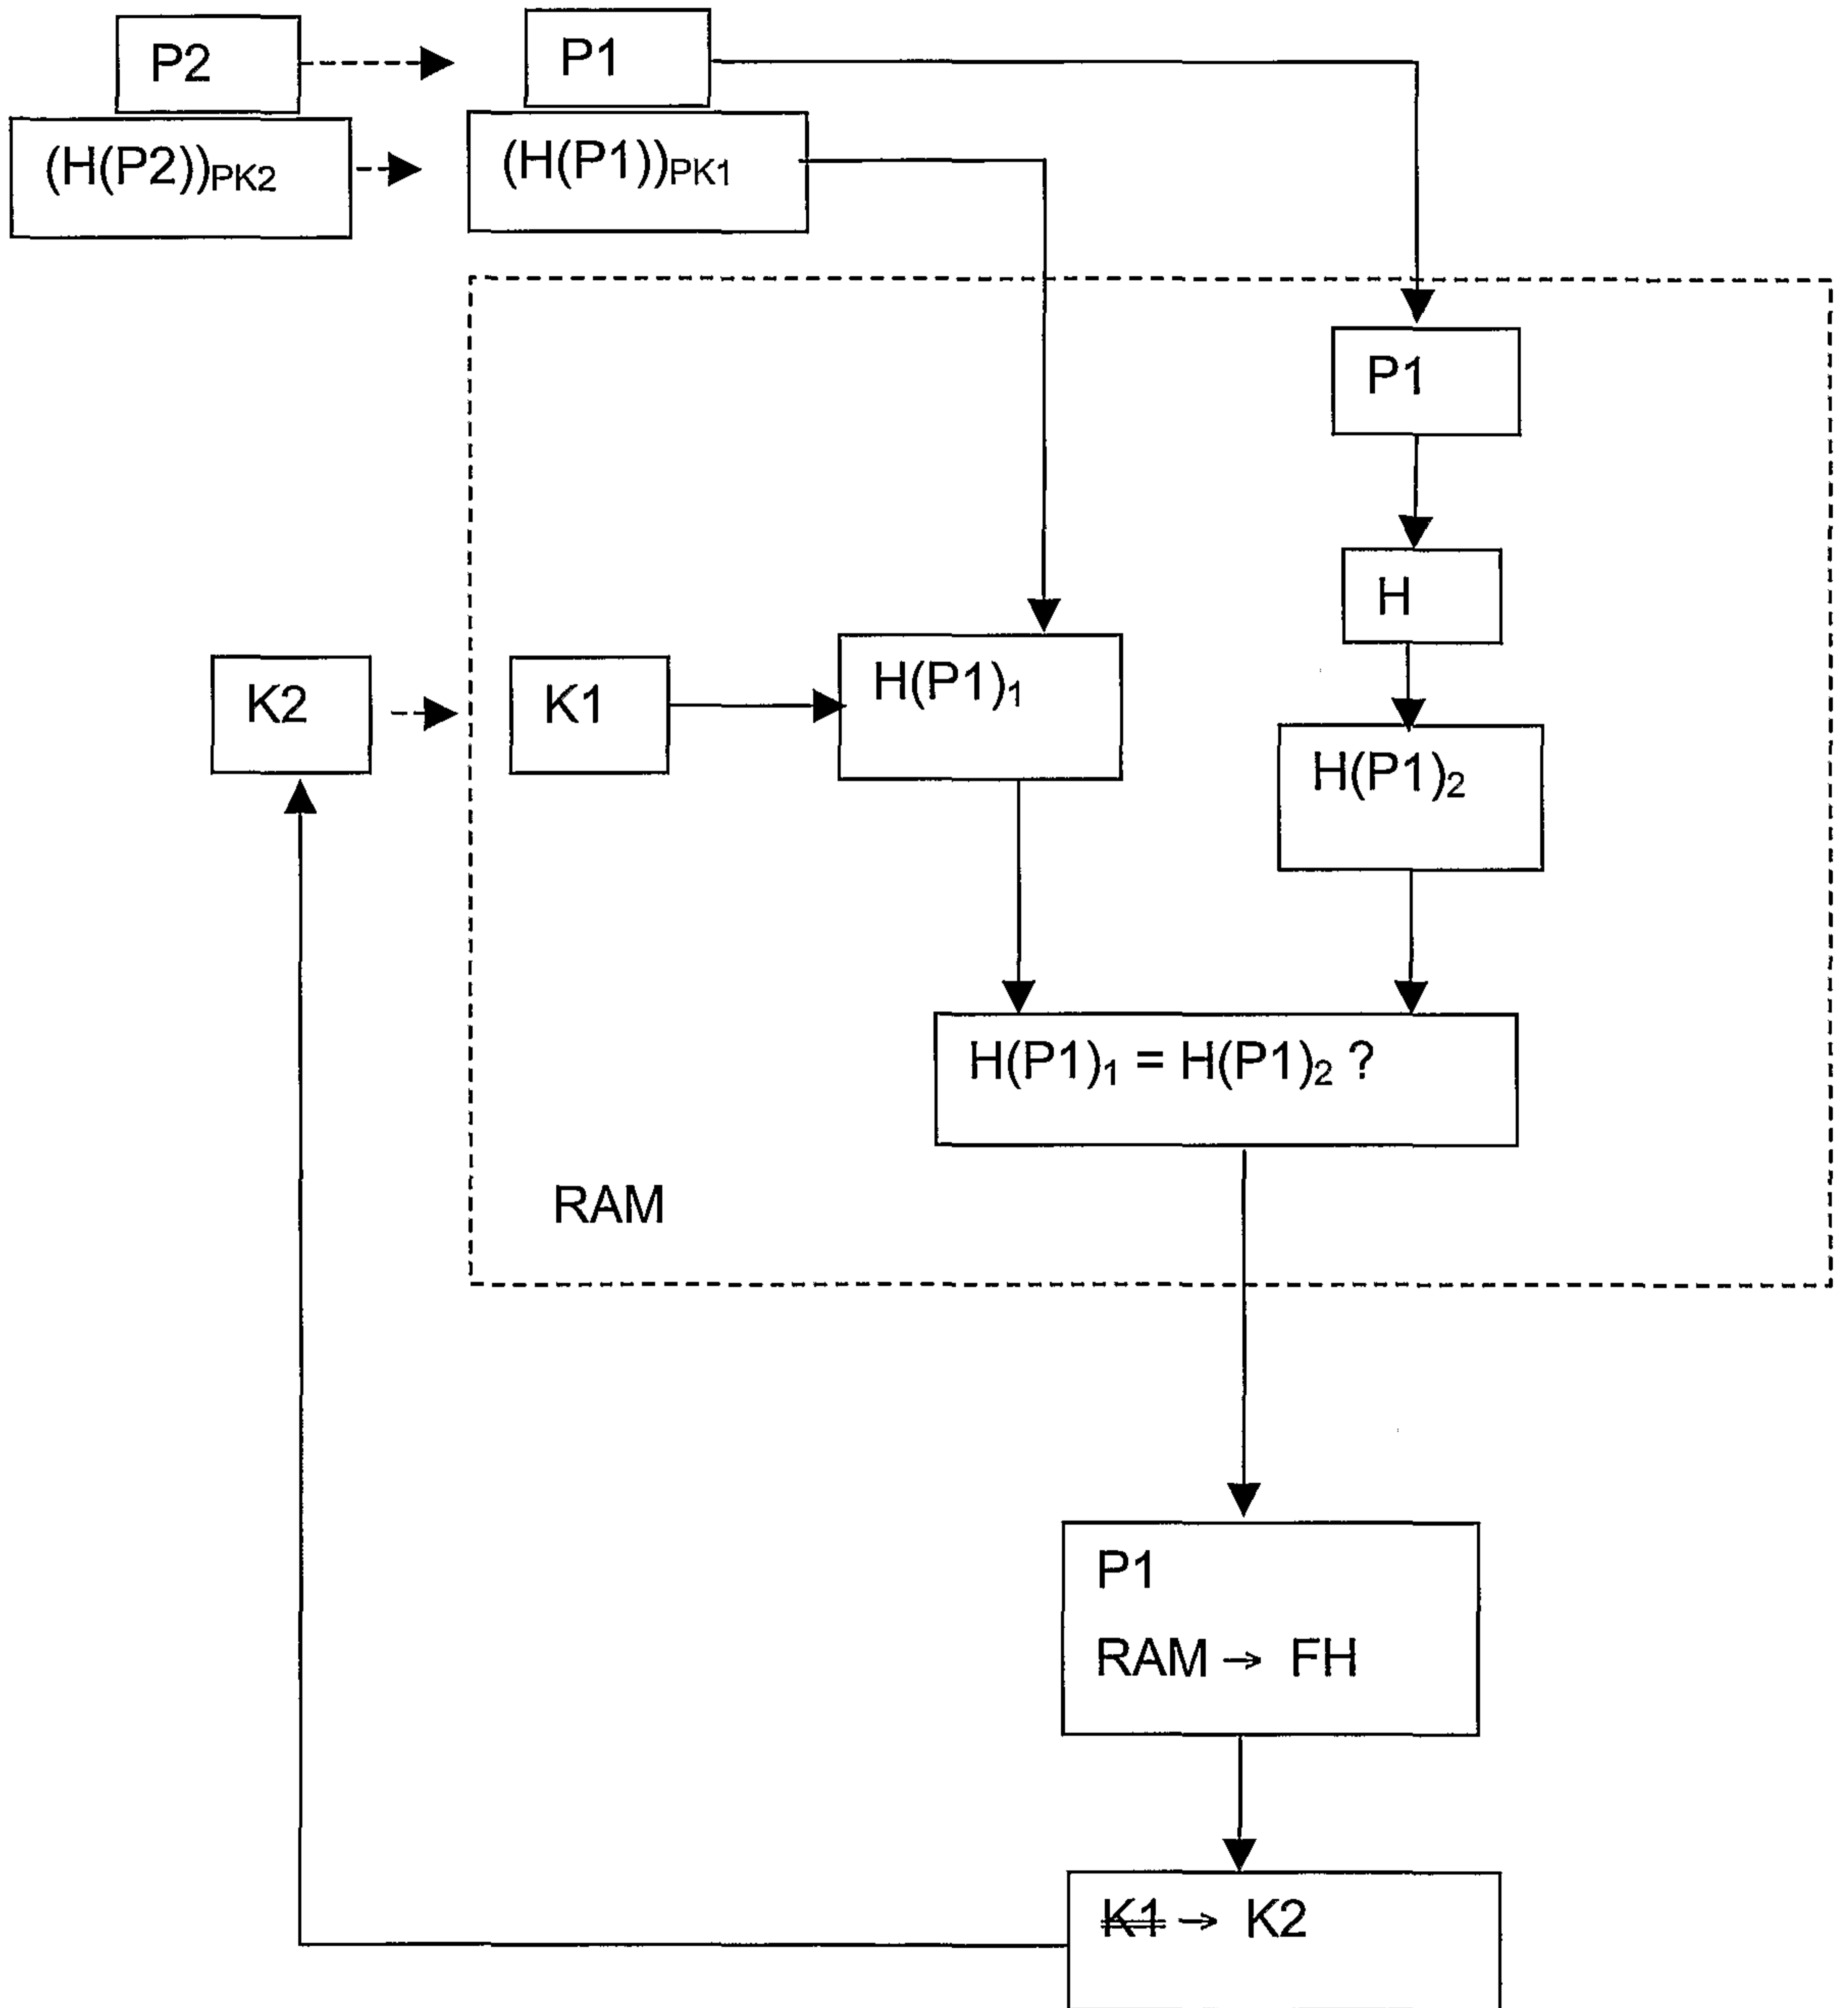 P2
P1
(H(P2))PK2
(H(P1))PK1
P1
H
K2
K1
H(P1)1
H(P1)2
H(P1)1 = H(P1)2 ?
RAM
P1
RAM → FH
K1 → K2